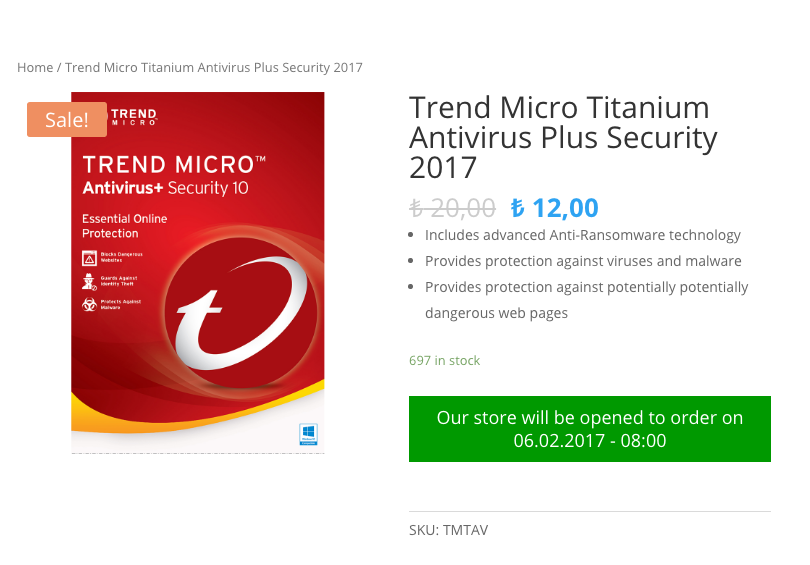 Home / Trend Micro Titanium Antivirus Plus Security 2017
Sale!
TREND
MICRO
TREND MICRO™
Antivirus+ Security 10
Essential Online
Protection
Blocks Dangerous
Websites
Guards Against
Identity Theft
Protects Against
Malware
Trend Micro Titanium
Antivirus Plus Security
2017
₺ 20,00 ₺ 12,00
• Includes advanced Anti-Ransomware technology
• Provides protection against viruses and malware
• Provides protection against potentially potentially
dangerous web pages
697 in stock
Our store will be opened to order on
06.02.2017 - 08:00
SKU: TMTAV